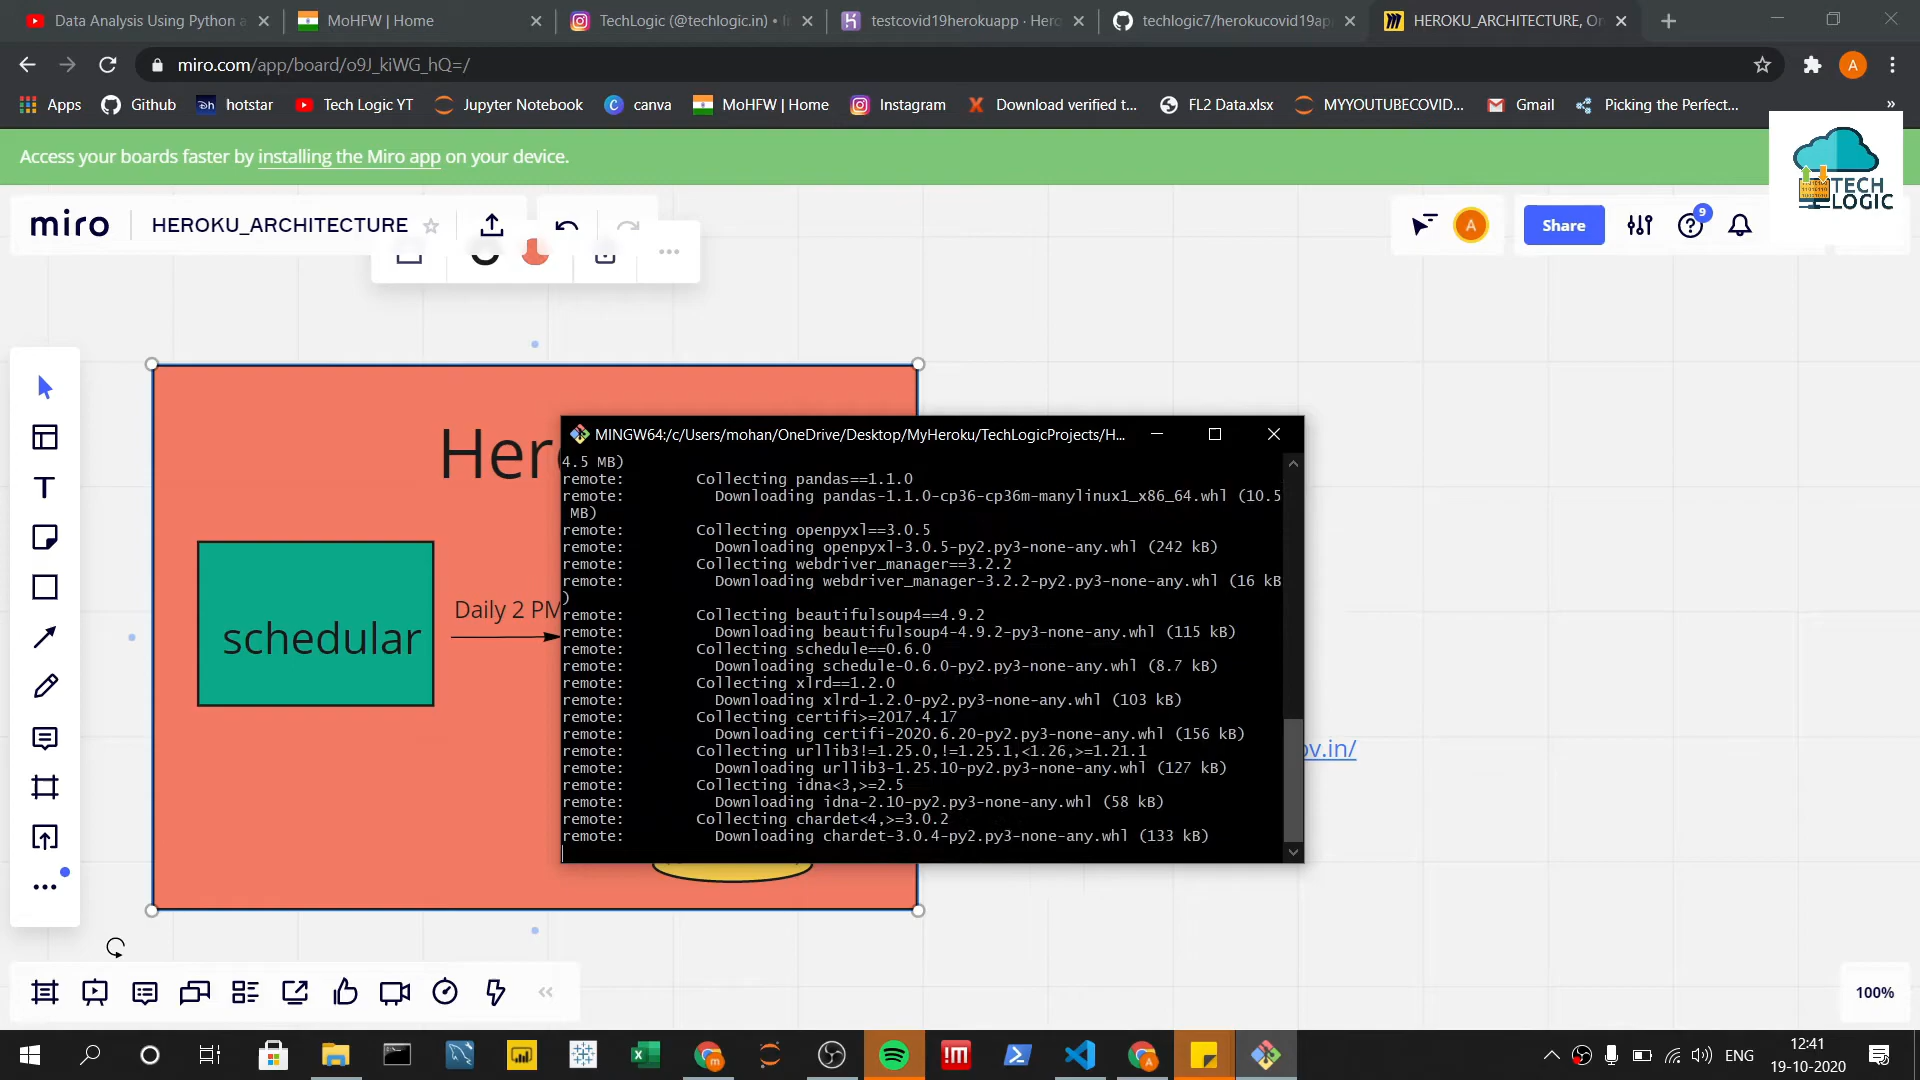 Data Analysis Using Python a
MoHFW | Home
TechLogic (@techlogic.in) • I
testcovid19herokuapp · Hero
techlogic7/herokucovid19app
HEROKU_ARCHITECTURE, On
miro.com/app/board/o9J_kiWG_hQ=/
A
Apps
Github
hotstar
Tech Logic YT
Jupyter Notebook
canva
MoHFW | Home
Instagram
Download verified t...
FL2 Data.xlsx
MYYOUTUBECOVID...
Gmail
Picking the Perfect...
»
Access your boards faster by installing the Miro app on your device.
TECH
LOGIC
miro
HEROKU_ARCHITECTURE
A
Share
9
Her
schedular
Daily 2 PM
ov.in/
MINGW64:/c/Users/mohan/OneDrive/Desktop/MyHeroku/TechLogicProjects/H...
4.5 MB)
remote: Collecting pandas==1.1.0
remote: Downloading pandas-1.1.0-cp36-cp36m-manylinux1_x86_64.whl (10.5
MB)
remote: Collecting openpyxl==3.0.5
remote: Downloading openpyxl-3.0.5-py2.py3-none-any.whl (242 kB)
remote: Collecting webdriver_manager==3.2.2
remote: Downloading webdriver_manager-3.2.2-py2.py3-none-any.whl (16 kB
)
remote: Collecting beautifulsoup4==4.9.2
remote: Downloading beautifulsoup4-4.9.2-py3-none-any.whl (115 kB)
remote: Collecting schedule==0.6.0
remote: Downloading schedule-0.6.0-py2.py3-none-any.whl (8.7 kB)
remote: Collecting xlrd==1.2.0
remote: Downloading xlrd-1.2.0-py2.py3-none-any.whl (103 kB)
remote: Collecting certifi>=2017.4.17
remote: Downloading certifi-2020.6.20-py2.py3-none-any.whl (156 kB)
remote: Collecting urllib3!=1.25.0,!=1.25.1,<1.26,>=1.21.1
remote: Downloading urllib3-1.25.10-py2.py3-none-any.whl (127 kB)
remote: Collecting idna<3,>=2.5
remote: Downloading idna-2.10-py2.py3-none-any.whl (58 kB)
remote: Collecting chardet<4,>=3.0.2
remote: Downloading chardet-3.0.4-py2.py3-none-any.whl (133 kB)
100%
ENG
12:41
19-10-2020